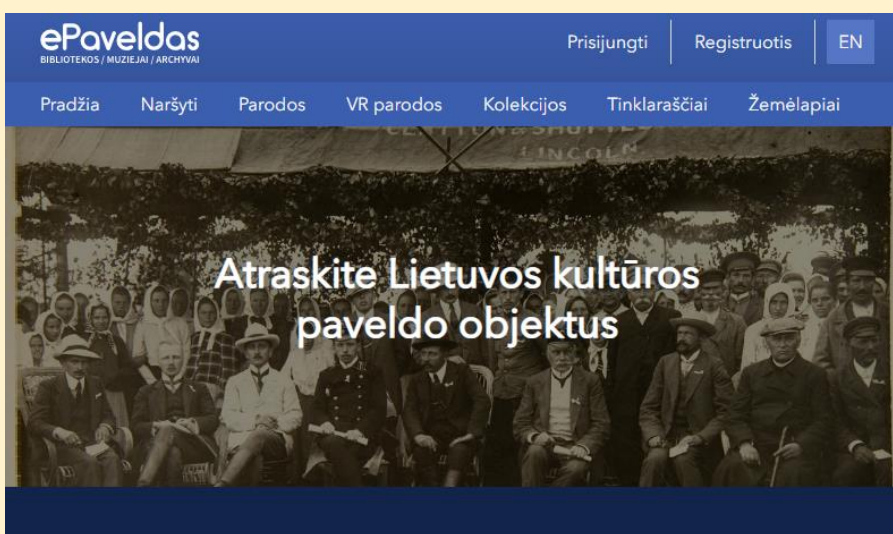 ePaveldas
BIBLIOTEKOS / MUZIEJAI / ARCHYVAI
Prisijungti
Registruotis
EN
Pradžia
Naršyti
Parodos
VR parodos
Kolekcijos
Tinklaraščiai
Žemėlapiai
LINCOLN
Atraskite Lietuvos kultūros
paveldo objektus